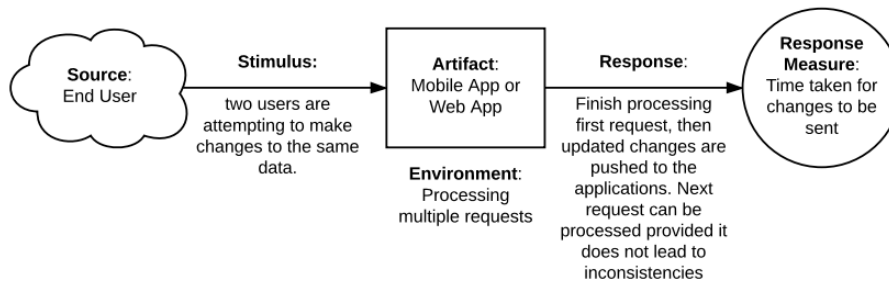 Source:
End User
Stimulus:
two users are
attempting to make
changes to the same
data.
Artifact:
Mobile App or
Web App
Environment:
Processing
multiple requests
Response:
Finish processing
first request, then
updated changes are
pushed to the
applications. Next
request can be
processed provided it
does not lead to
inconsistencies
Response
Measure:
Time taken for
changes to be
sent